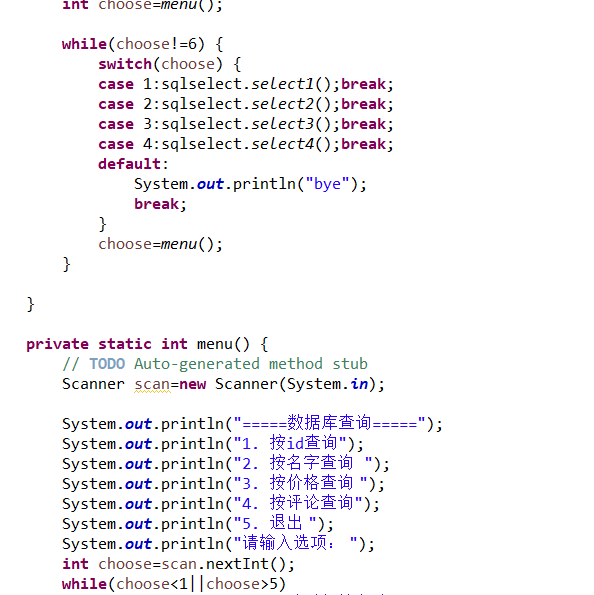 int choose=menu();
while(choose!=6) {
switch(choose) {
case 1:sqlselect.select1();break;
case 2:sqlselect.select2();break;
case 3:sqlselect.select3();break;
case 4:sqlselect.select4();break;
default:
System.out.println("bye");
break;
}
choose=menu();
}
}
private static int menu() {
// TODO Auto-generated method stub
Scanner scan=new Scanner(System.in);
System.out.println("=====数据库查询=====");
System.out.println("1. 按id查询");
System.out.println("2. 按名字查询 ");
System.out.println("3. 按价格查询 ");
System.out.println("4. 按评论查询");
System.out.println("5. 退出 ");
System.out.println("请输入选项： ");
int choose=scan.nextInt();
while(choose<1||choose>5)